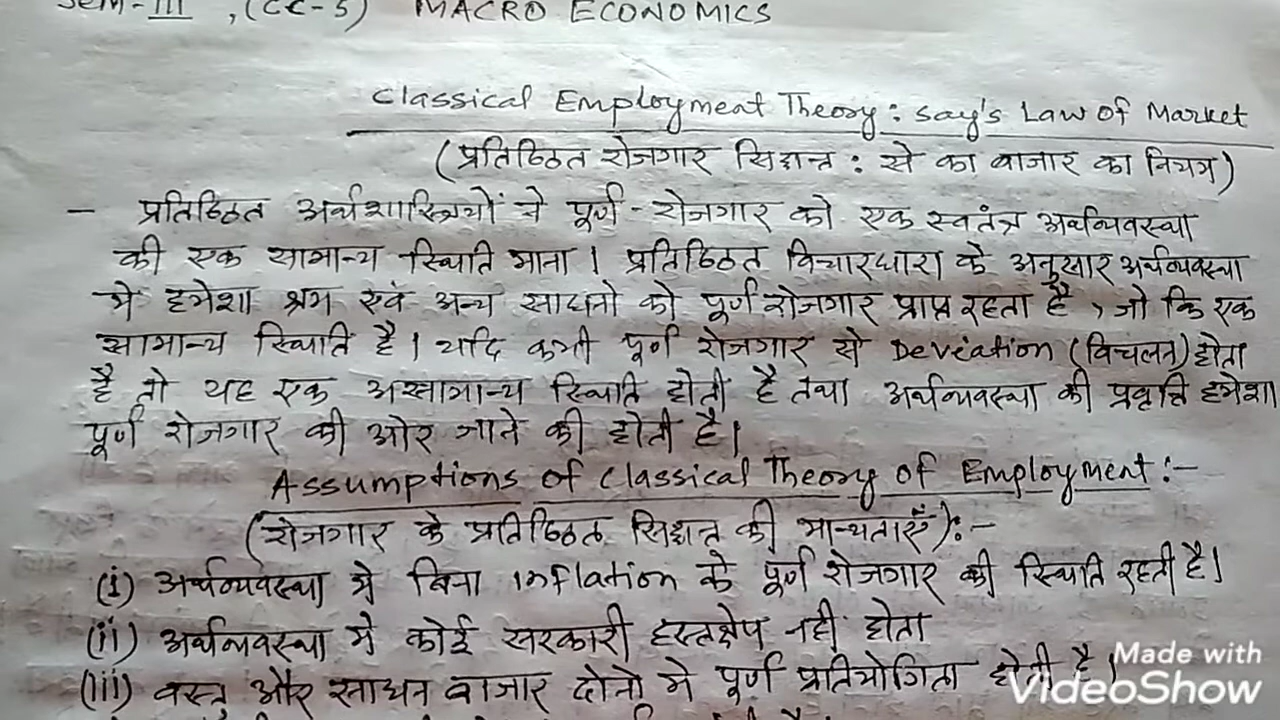 Sem-III, (CC-5) MACRO ECONOMICS
Classical Employment Theory: Say's Law of Market
(प्रतिष्ठित रोजगार सिद्धान्त : से का बाजार का नियम)
- प्रतिष्ठित अर्थशास्त्रियों ने पूर्ण-रोजगार को एक स्वतंत्र अर्थव्यवस्था
की एक सामान्य स्थिति माना। प्रतिष्ठित विचारधारा के अनुसार अर्थव्यवस्था
मे हमेशा श्रम एवं अन्य साधनो को पूर्ण रोजगार प्राप्त रहता है, जो कि एक
सामान्य स्थिति है। यदि कभी पूर्ण रोजगार से Deviation (विचलन) होता
है तो यह एक असामान्य स्थिति होती है तथा अर्थव्यवस्था की प्रवृत्ति हमेशा
पूर्ण रोजगार की ओर जाने की होती है।
Assumptions of Classical Theory of Employment:-
(रोजगार के प्रतिष्ठित सिद्धान्त की मान्यताएँ):-
(i) अर्थव्यवस्था मे बिना Inflation के पूर्ण रोजगार की स्थिति रहती है।
(ii) अर्थव्यवस्था मे कोई सरकारी हस्तक्षेप नही होता
(iii) वस्तु और साधन बाजार दोनो मे पूर्ण प्रतियोगिता होती है।
Made with
VideoShow